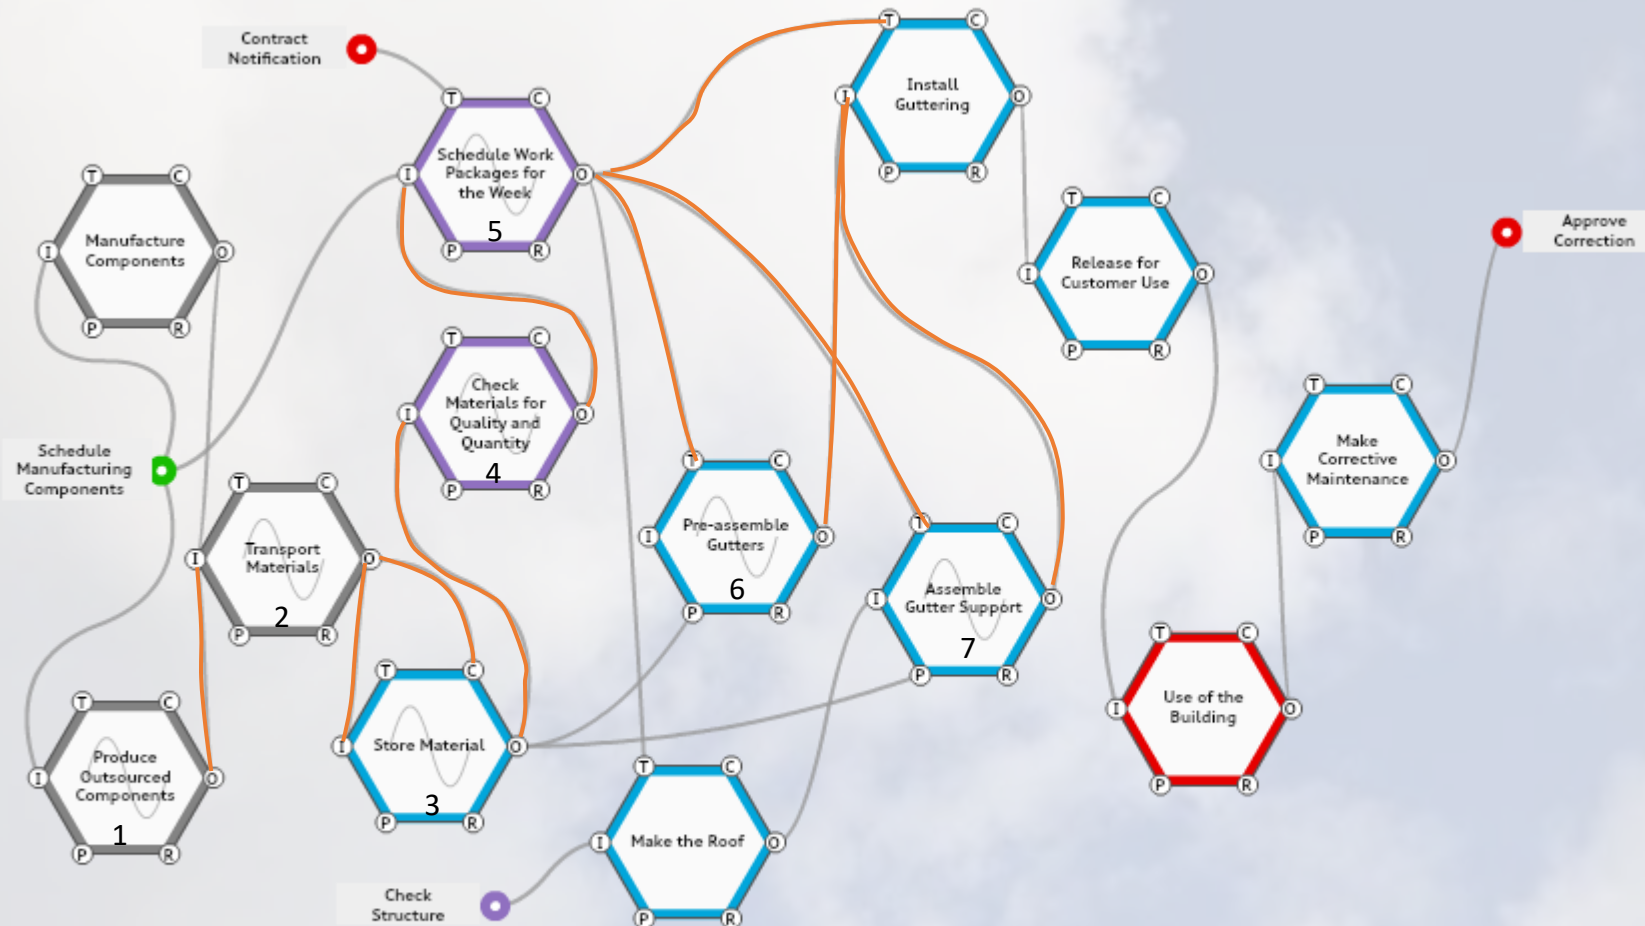 Contract
Notification
T
C
Schedule Work
Packages for
the Week
5
I
O
P
R
T
C
Install
Guttering
I
O
P
R
T
C
Manufacture
Components
I
O
P
R
T
C
Release for
Customer Use
I
O
P
R
Approve
Correction
T
C
Check
Materials for
Quality and
Quantity
4
I
O
P
R
T
C
Make
Corrective
Maintenance
I
O
P
R
Schedule
Manufacturing
Components
T
C
Transport
Materials
2
I
O
P
R
T
C
Pre-assemble
Gutters
6
I
O
P
R
T
C
Assemble
Gutter Support
7
I
O
P
R
T
C
Use of the
Building
I
O
P
R
T
C
Produce
Outsourced
Components
1
I
O
P
R
T
C
Store Material
3
I
O
P
R
T
C
Make the Roof
I
O
P
R
Check
Structure